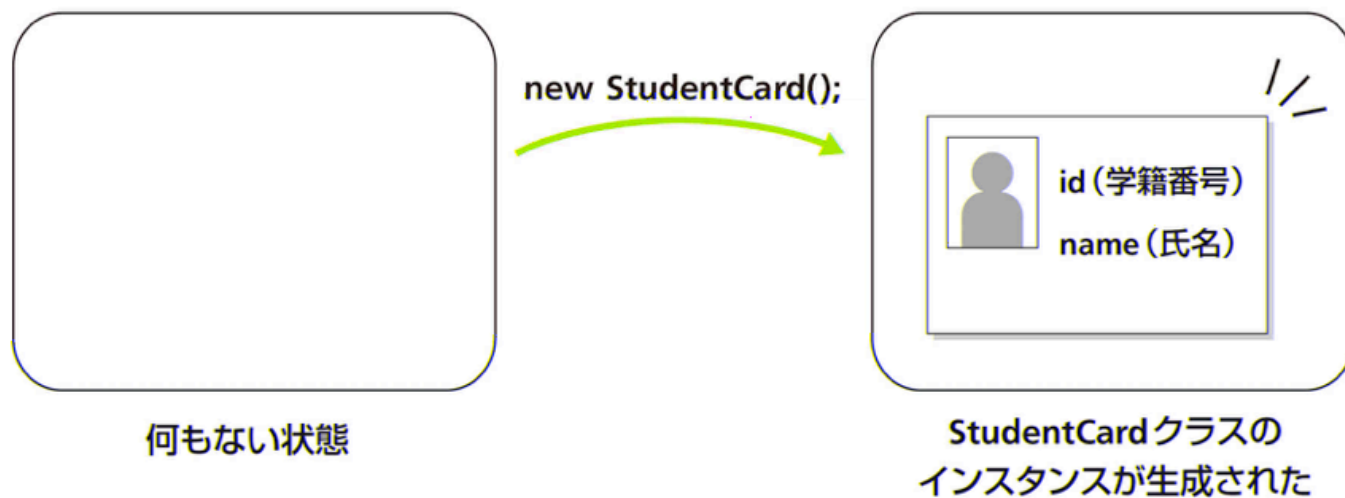 new StudentCard();
id（学籍番号）
name（氏名）
何もない状態
StudentCardクラスの
インスタンスが生成された